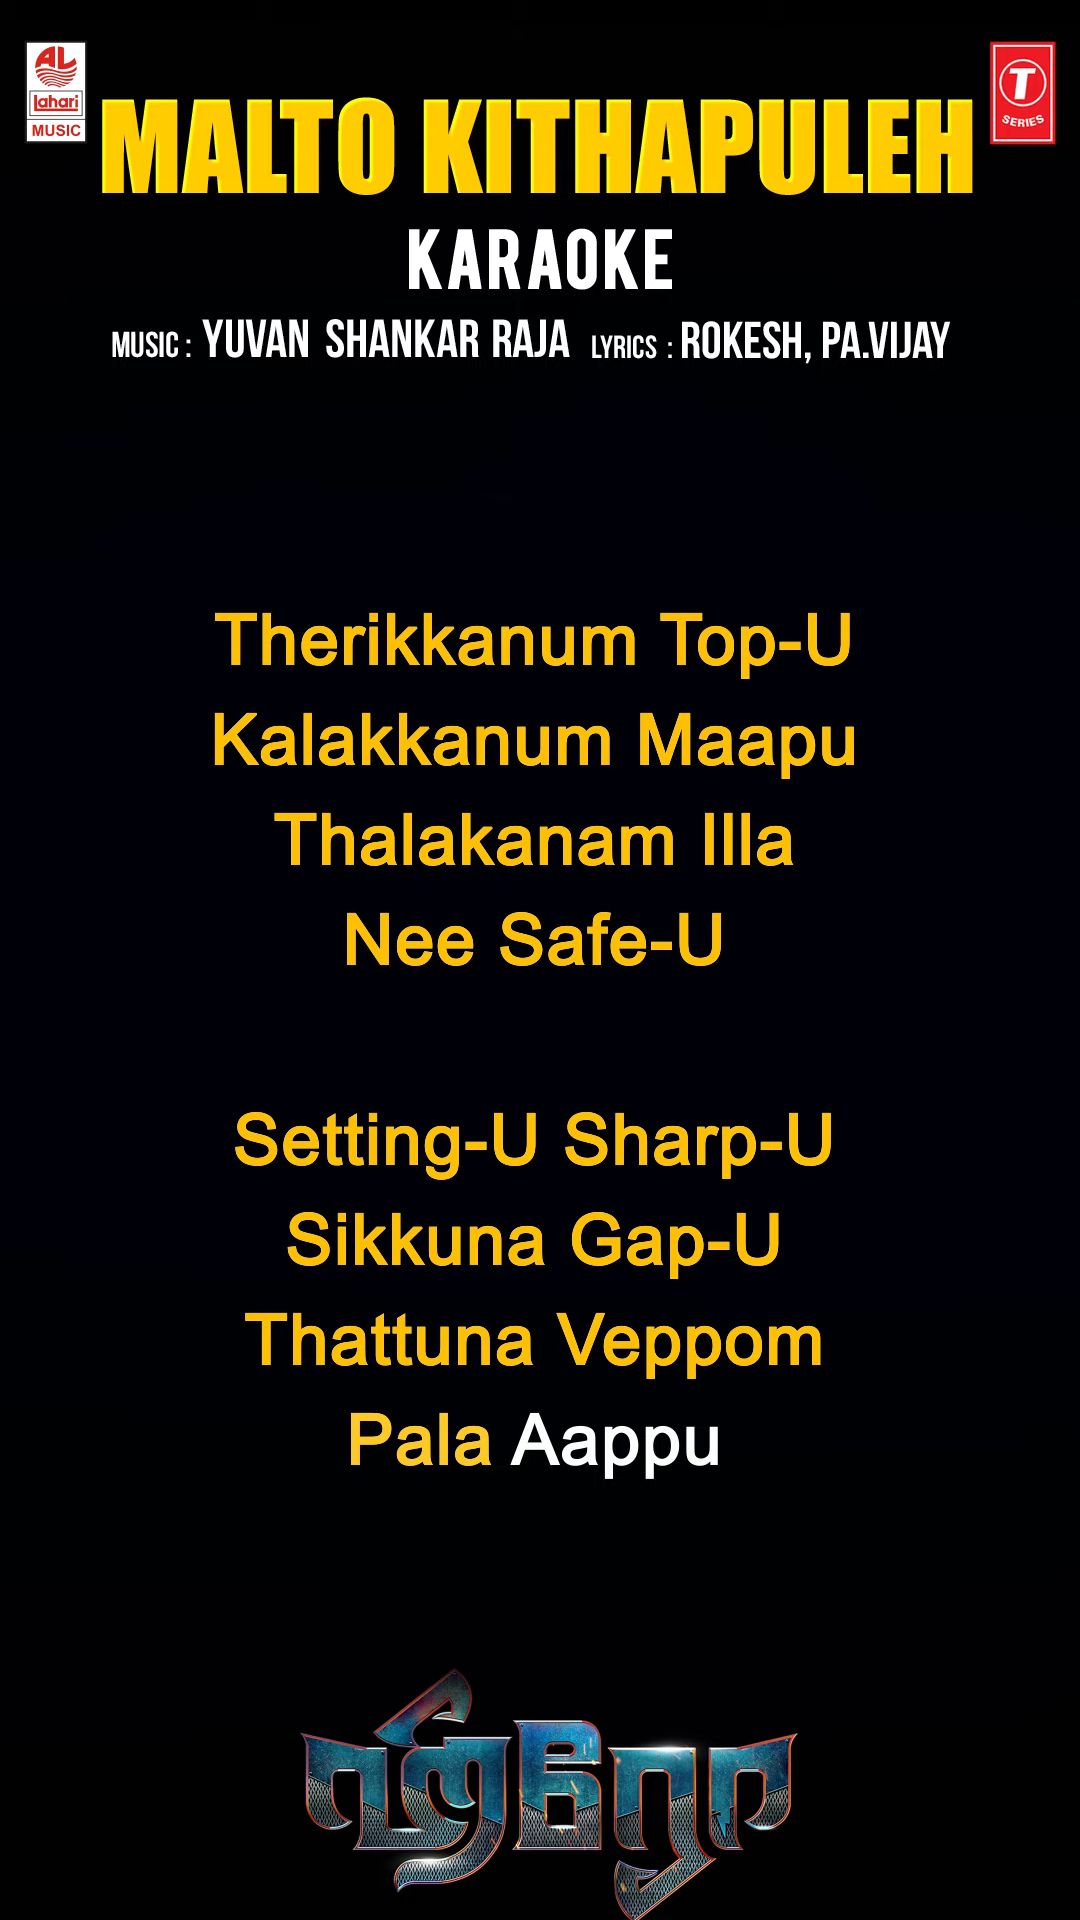 AL
lahari
MUSIC
T
SERIES
MALTO KITHAPULEH
KARAOKE
MUSIC : YUVAN SHANKAR RAJA LYRICS : ROKESH, PA.VIJAY
Therikkanum Top-U
Kalakkanum Maapu
Thalakanam Illa
Nee Safe-U
Setting-U Sharp-U
Sikkuna Gap-U
Thattuna Veppom
Pala Aappu